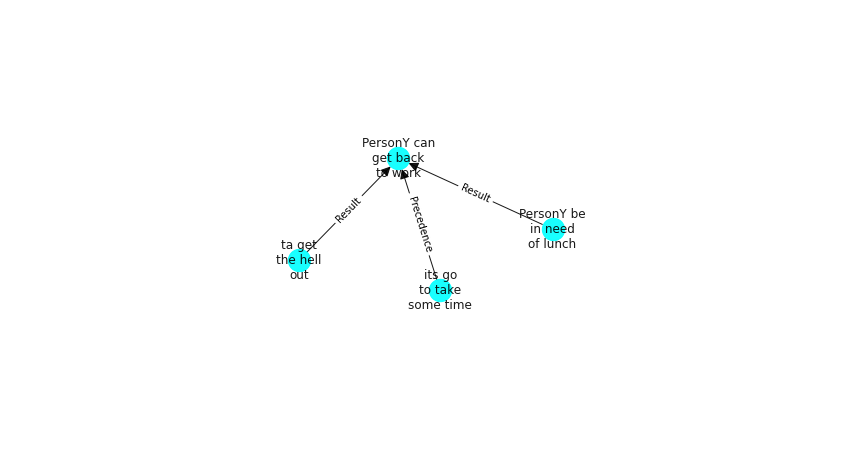 PersonY can
get back
to work
Result
Precedence
Result
PersonY be
in need
of lunch
ta get
the hell
out
its go
to take
some time